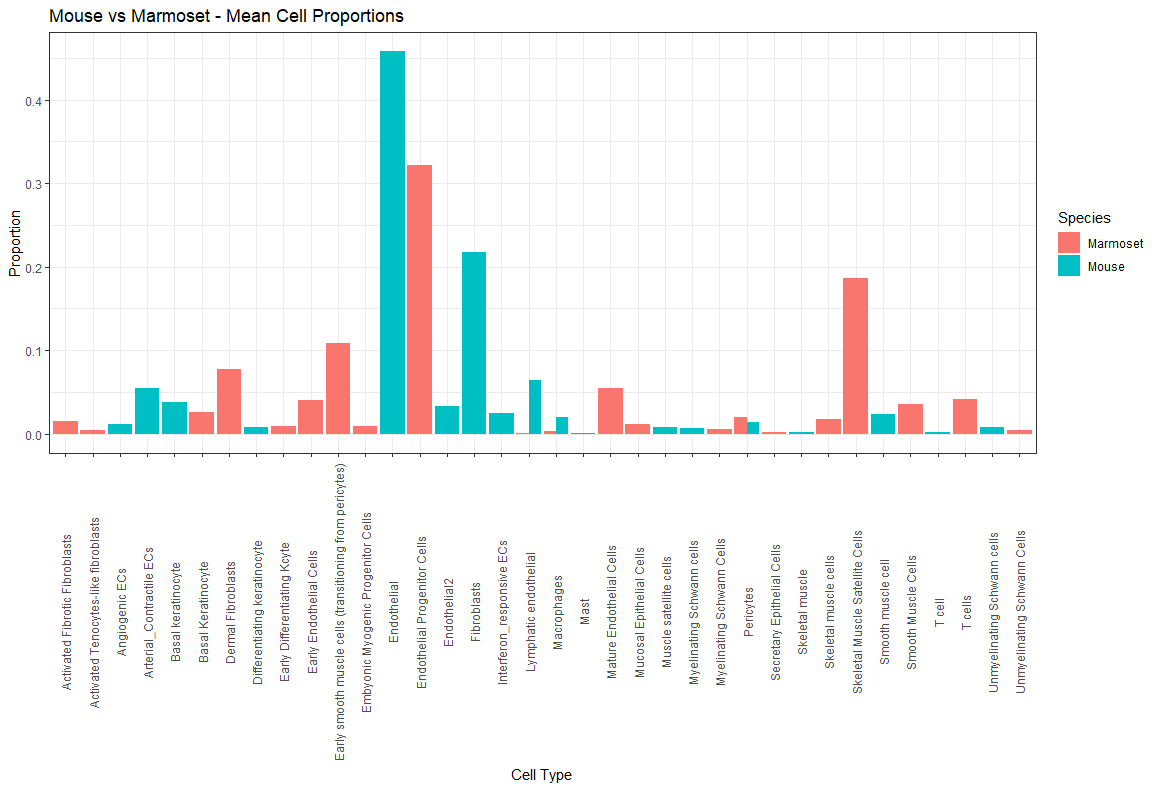 Mouse vs Marmoset - Mean Cell Proportions
Proportion
0.4
0.3
0.2
0.1
0.0
Activated Fibrotic Fibroblasts
Activated Tenocytes-like fibroblasts
Angiogenic ECs
Arterial_Contractile ECs
Basal keratinocyte
Basal Keratinocyte
Dermal Fibroblasts
Differentiating keratinocyte
Early Differentiating Kcyte
Early Endothelial Cells
Early smooth muscle cells (transitioning from pericytes)
Embyonic Myogenic Progenitor Cells
Endothelial
Endothelial Progenitor Cells
Endothelial2
Fibroblasts
Interferon_responsive ECs
Lymphatic endothelial
Macrophages
Mast
Mature Endothelial Cells
Mucosal Epithelial Cells
Muscle satellite cells
Myelinating Schwann cells
Myelinating Schwann Cells
Pericytes
Secretary Epithelial Cells
Skeletal muscle
Skeletal muscle cells
Skeletal Muscle Satellite Cells
Smooth muscle cell
Smooth Muscle Cells
T cell
T cells
Unmyelinating Schwann cells
Unmyelinating Schwann Cells
Cell Type
Species
Marmoset
Mouse